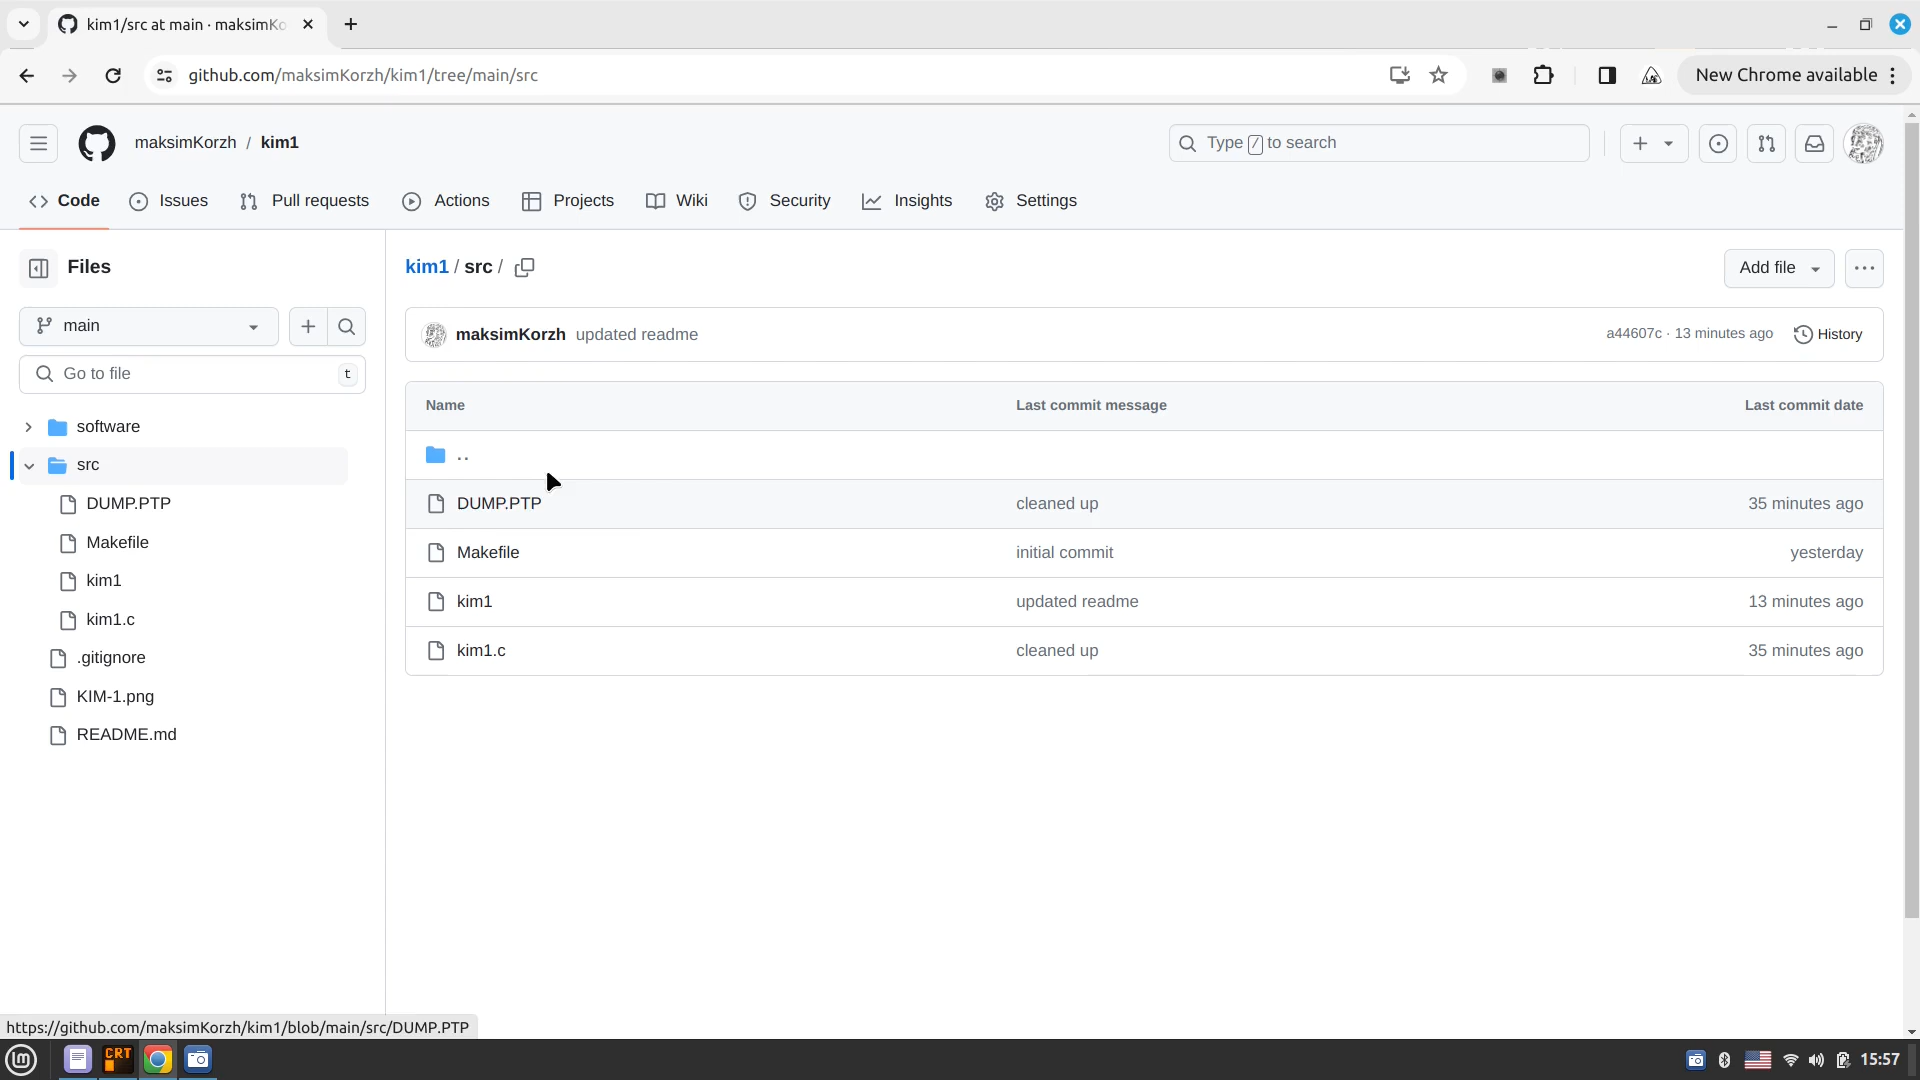 kim1/src at main · maksimKo
github.com/maksimKorzh/kim1/tree/main/src
New Chrome available
maksimKorzh / kim1
Type / to search
Code
Issues
Pull requests
Actions
Projects
Wiki
Security
Insights
Settings
Files
main
Go to file
t
software
src
DUMP.PTP
Makefile
kim1
kim1.c
.gitignore
KIM-1.png
README.md
kim1 / src /
Add file
maksimKorzh updated readme
a44607c · 13 minutes ago
History
Name Last commit message Last commit date
..
DUMP.PTP cleaned up 35 minutes ago
Makefile initial commit yesterday
kim1 updated readme 13 minutes ago
kim1.c cleaned up 35 minutes ago
https://github.com/maksimKorzh/kim1/blob/main/src/DUMP.PTP
lm
CRT
15:57